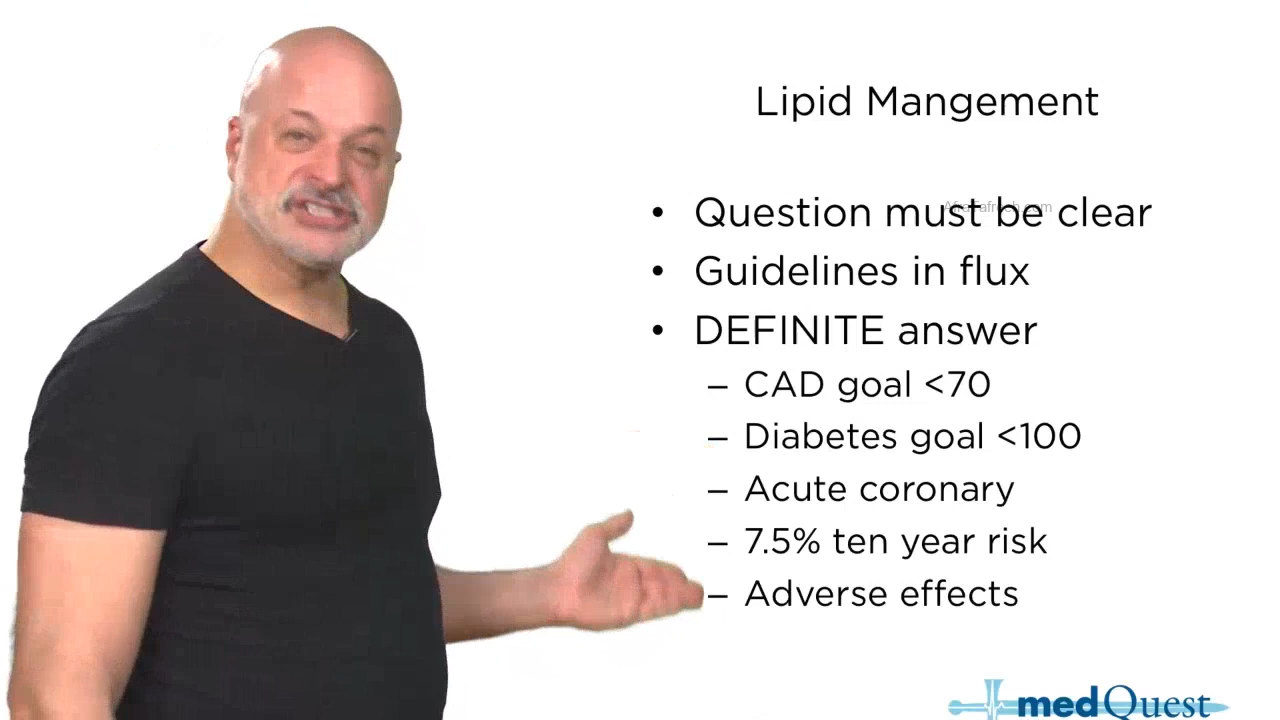 Lipid Mangement
• Question must be clear
• Guidelines in flux
• DEFINITE answer
– CAD goal <70
– Diabetes goal <100
– Acute coronary
– 7.5% ten year risk
– Adverse effects
medQuest